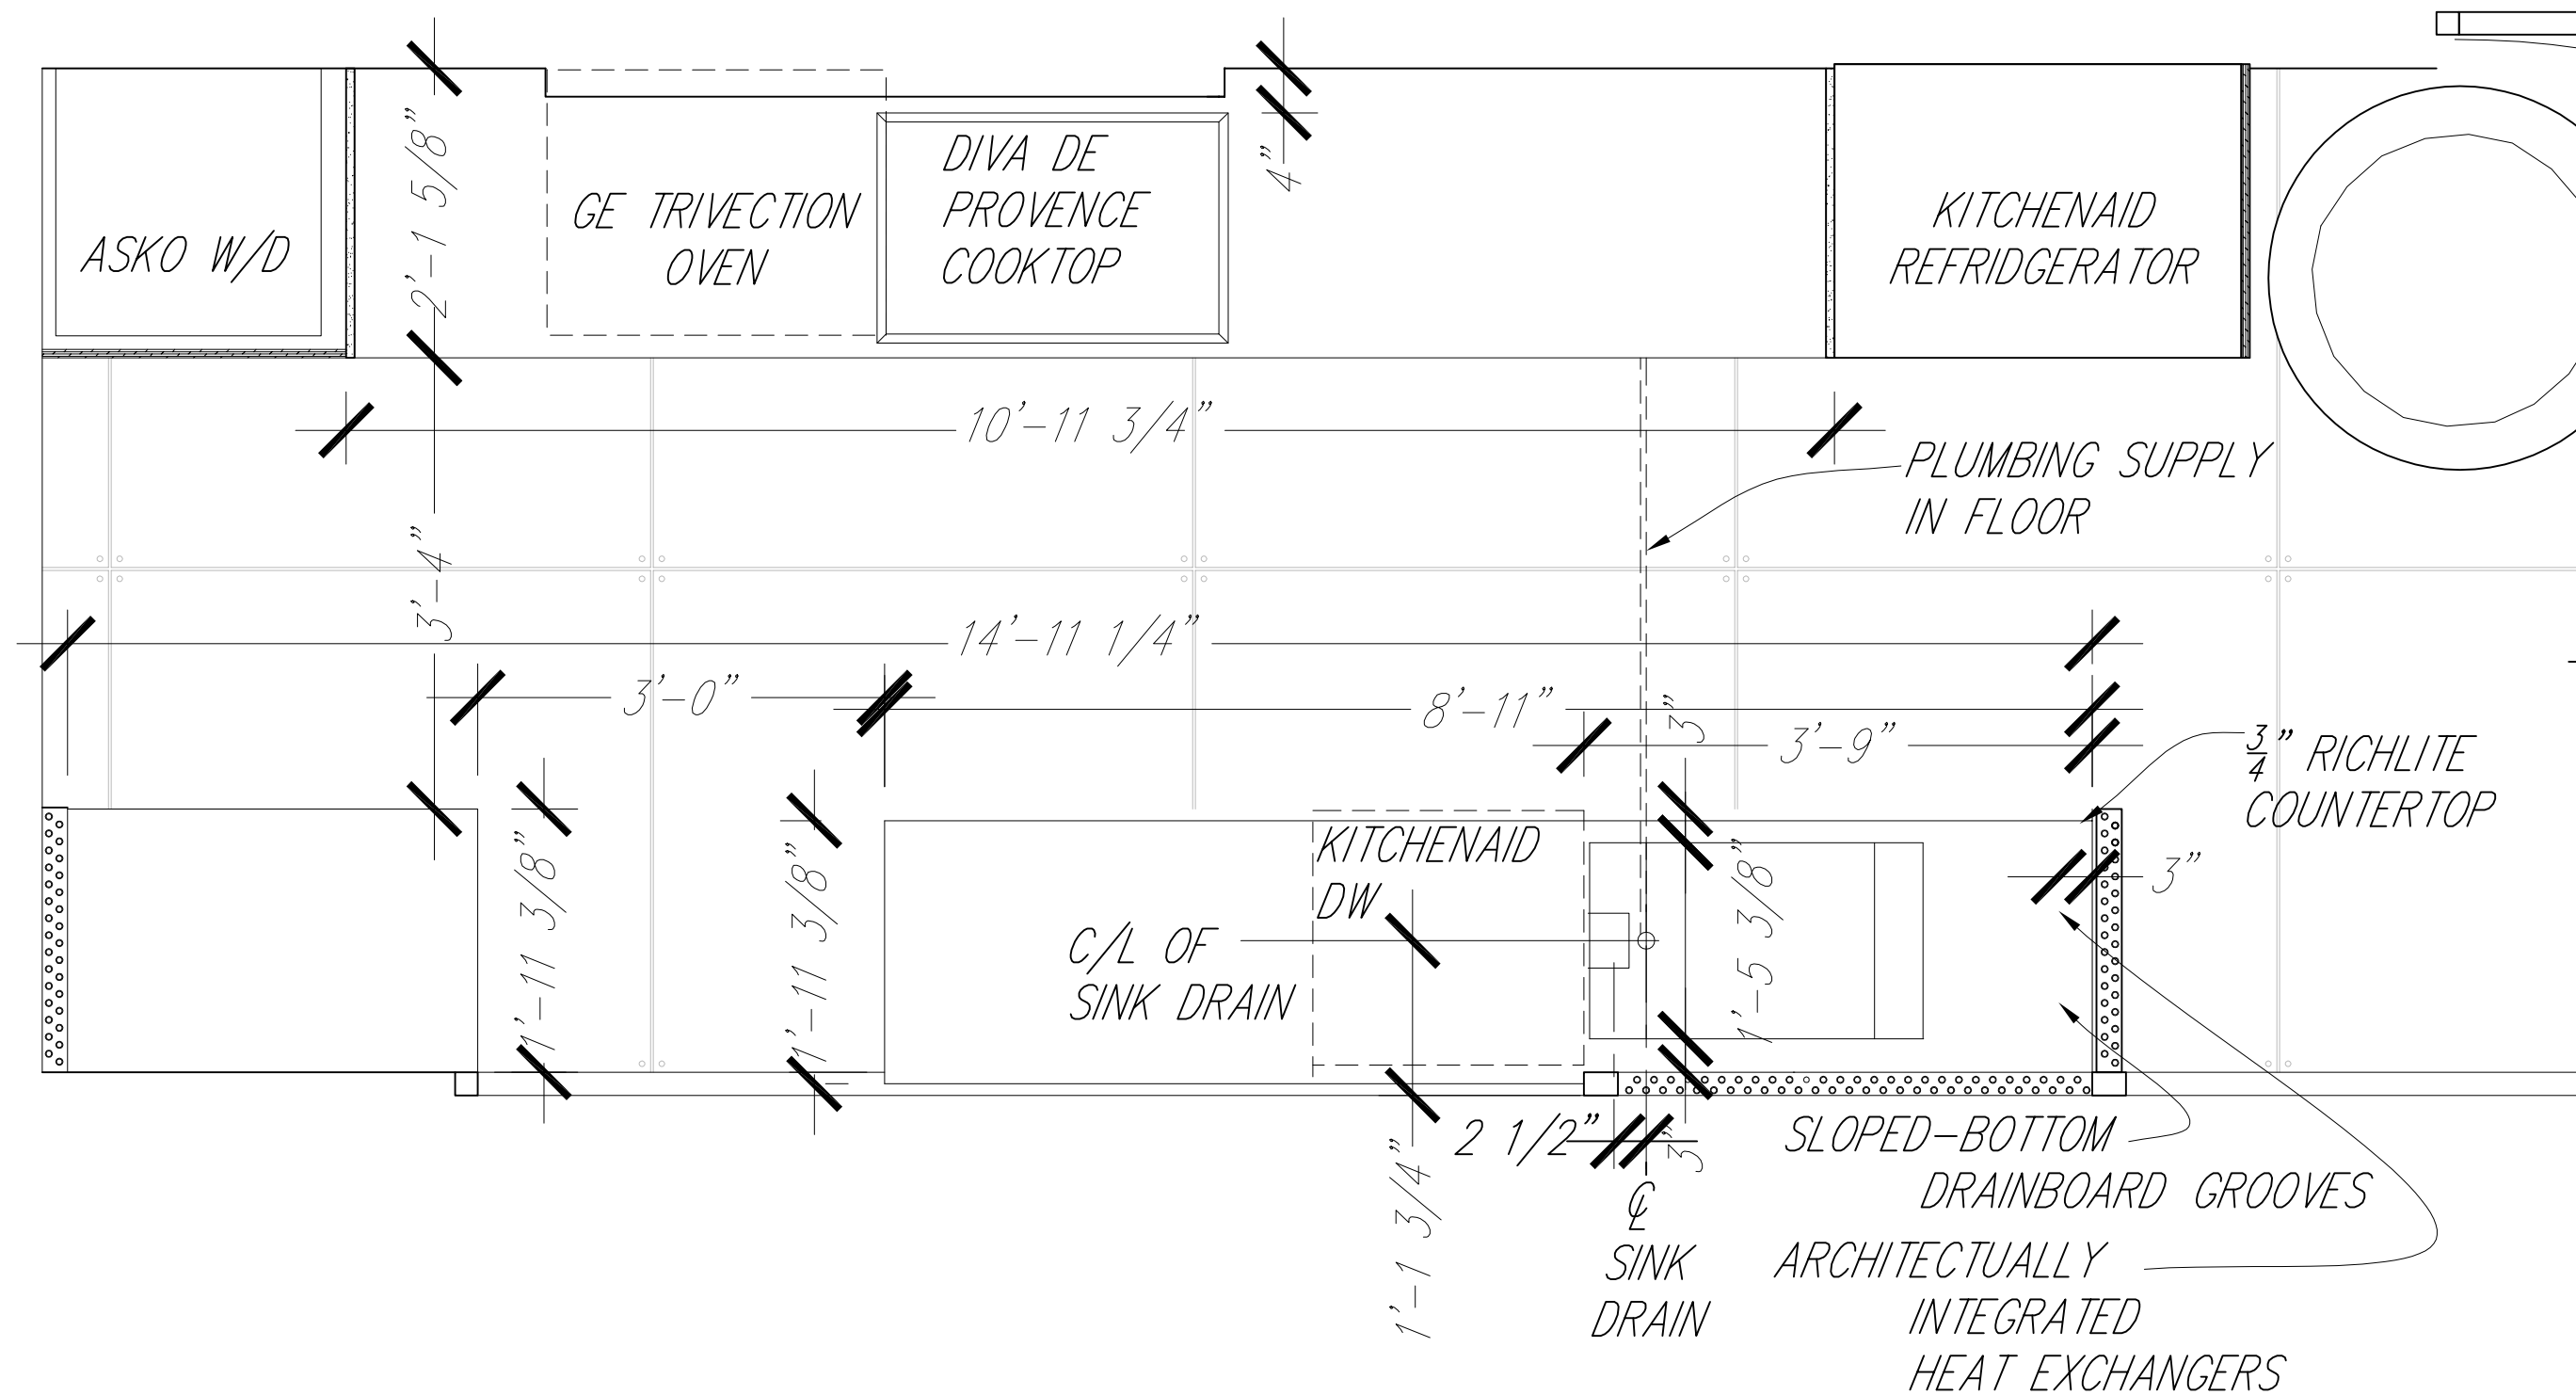 ASKO W/D
2'-1 5/8"
GE TRIVECTION
OVEN
DIVA DE
PROVENCE
COOKTOP
4"
KITCHENAID
REFRIDGERATOR
10'-11 3/4"
PLUMBING SUPPLY
IN FLOOR
3'-4"
14'-11 1/4"
3'-0"
8'-11"
3"
3'-9"
3/4" RICHLITE
COUNTERTOP
1'-11 3/8"
1'-11 3/8"
KITCHENAID
DW
C/L OF
SINK DRAIN
1'-5 3/8"
3"
2 1/2"
3"
1'-1 3/4"
℄
SINK
DRAIN
SLOPED-BOTTOM
DRAINBOARD GROOVES
ARCHITECTUALLY
INTEGRATED
HEAT EXCHANGERS